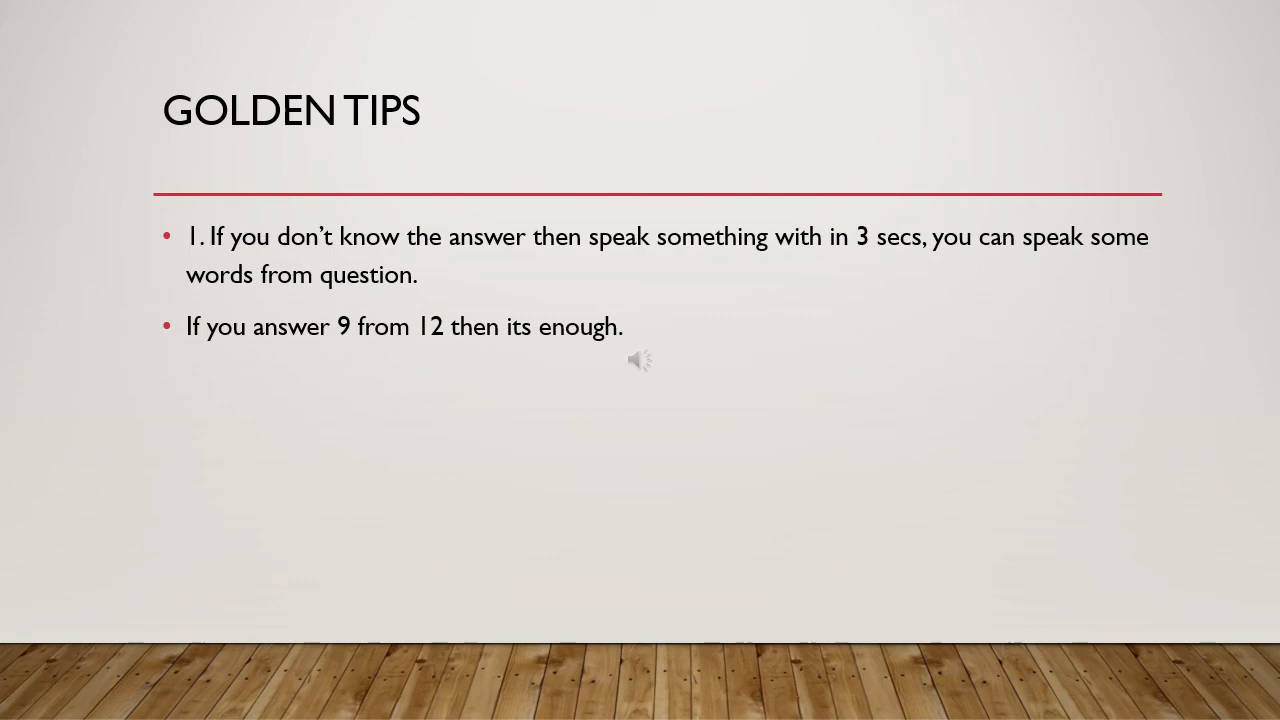 GOLDEN TIPS
• 1. If you don’t know the answer then speak something with in 3 secs, you can speak some
words from question.
• If you answer 9 from 12 then its enough.